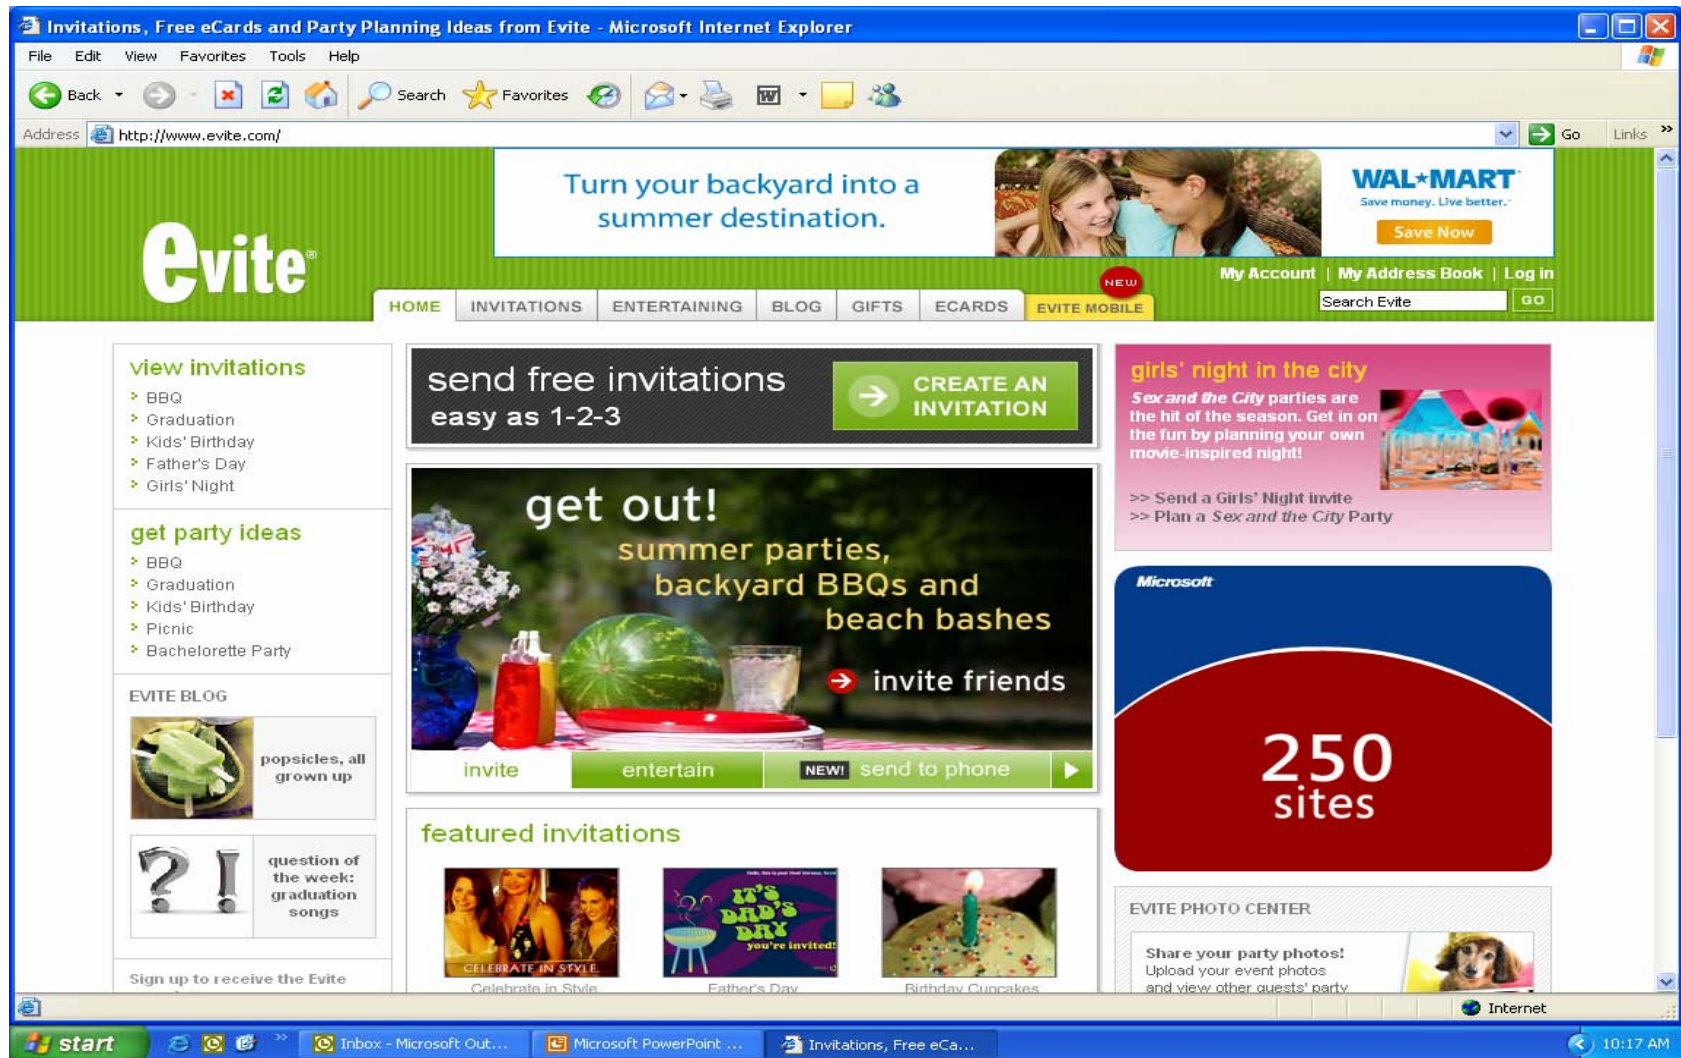 Invitations, Free eCards and Party Planning Ideas from Evite - Microsoft Internet Explorer
File Edit View Favorites Tools Help
Back Search Favorites
Address http://www.evite.com/ Go Links »
Turn your backyard into a
summer destination.
WAL★MART
Save money. Live better.
Save Now
evite®
NEW
My Account | My Address Book | Log in
HOME INVITATIONS ENTERTAINING BLOG GIFTS ECARDS EVITE MOBILE
Search Evite GO
view invitations
BBQ
Graduation
Kids' Birthday
Father's Day
Girls' Night
get party ideas
BBQ
Graduation
Kids' Birthday
Picnic
Bachelorette Party
EVITE BLOG
popsicles, all
grown up
question of
the week:
graduation
songs
Sign up to receive the Evite
send free invitations
easy as 1-2-3
CREATE AN
INVITATION
get out!
summer parties,
backyard BBQs and
beach bashes
invite friends
invite entertain NEW! send to phone
featured invitations
CELEBRATE IN STYLE
IT'S
DAD'S
DAY
you're invited!
Celebrate in Style Father's Day Birthday Cupcakes
girls' night in the city
Sex and the City parties are
the hit of the season. Get in on
the fun by planning your own
movie-inspired night!
>> Send a Girls' Night invite
>> Plan a Sex and the City Party
Microsoft
250
sites
EVITE PHOTO CENTER
Share your party photos!
Upload your event photos
and view other guests' party
Internet
start » Inbox - Microsoft Out... Microsoft PowerPoint ... Invitations, Free eCa... 10:17 AM